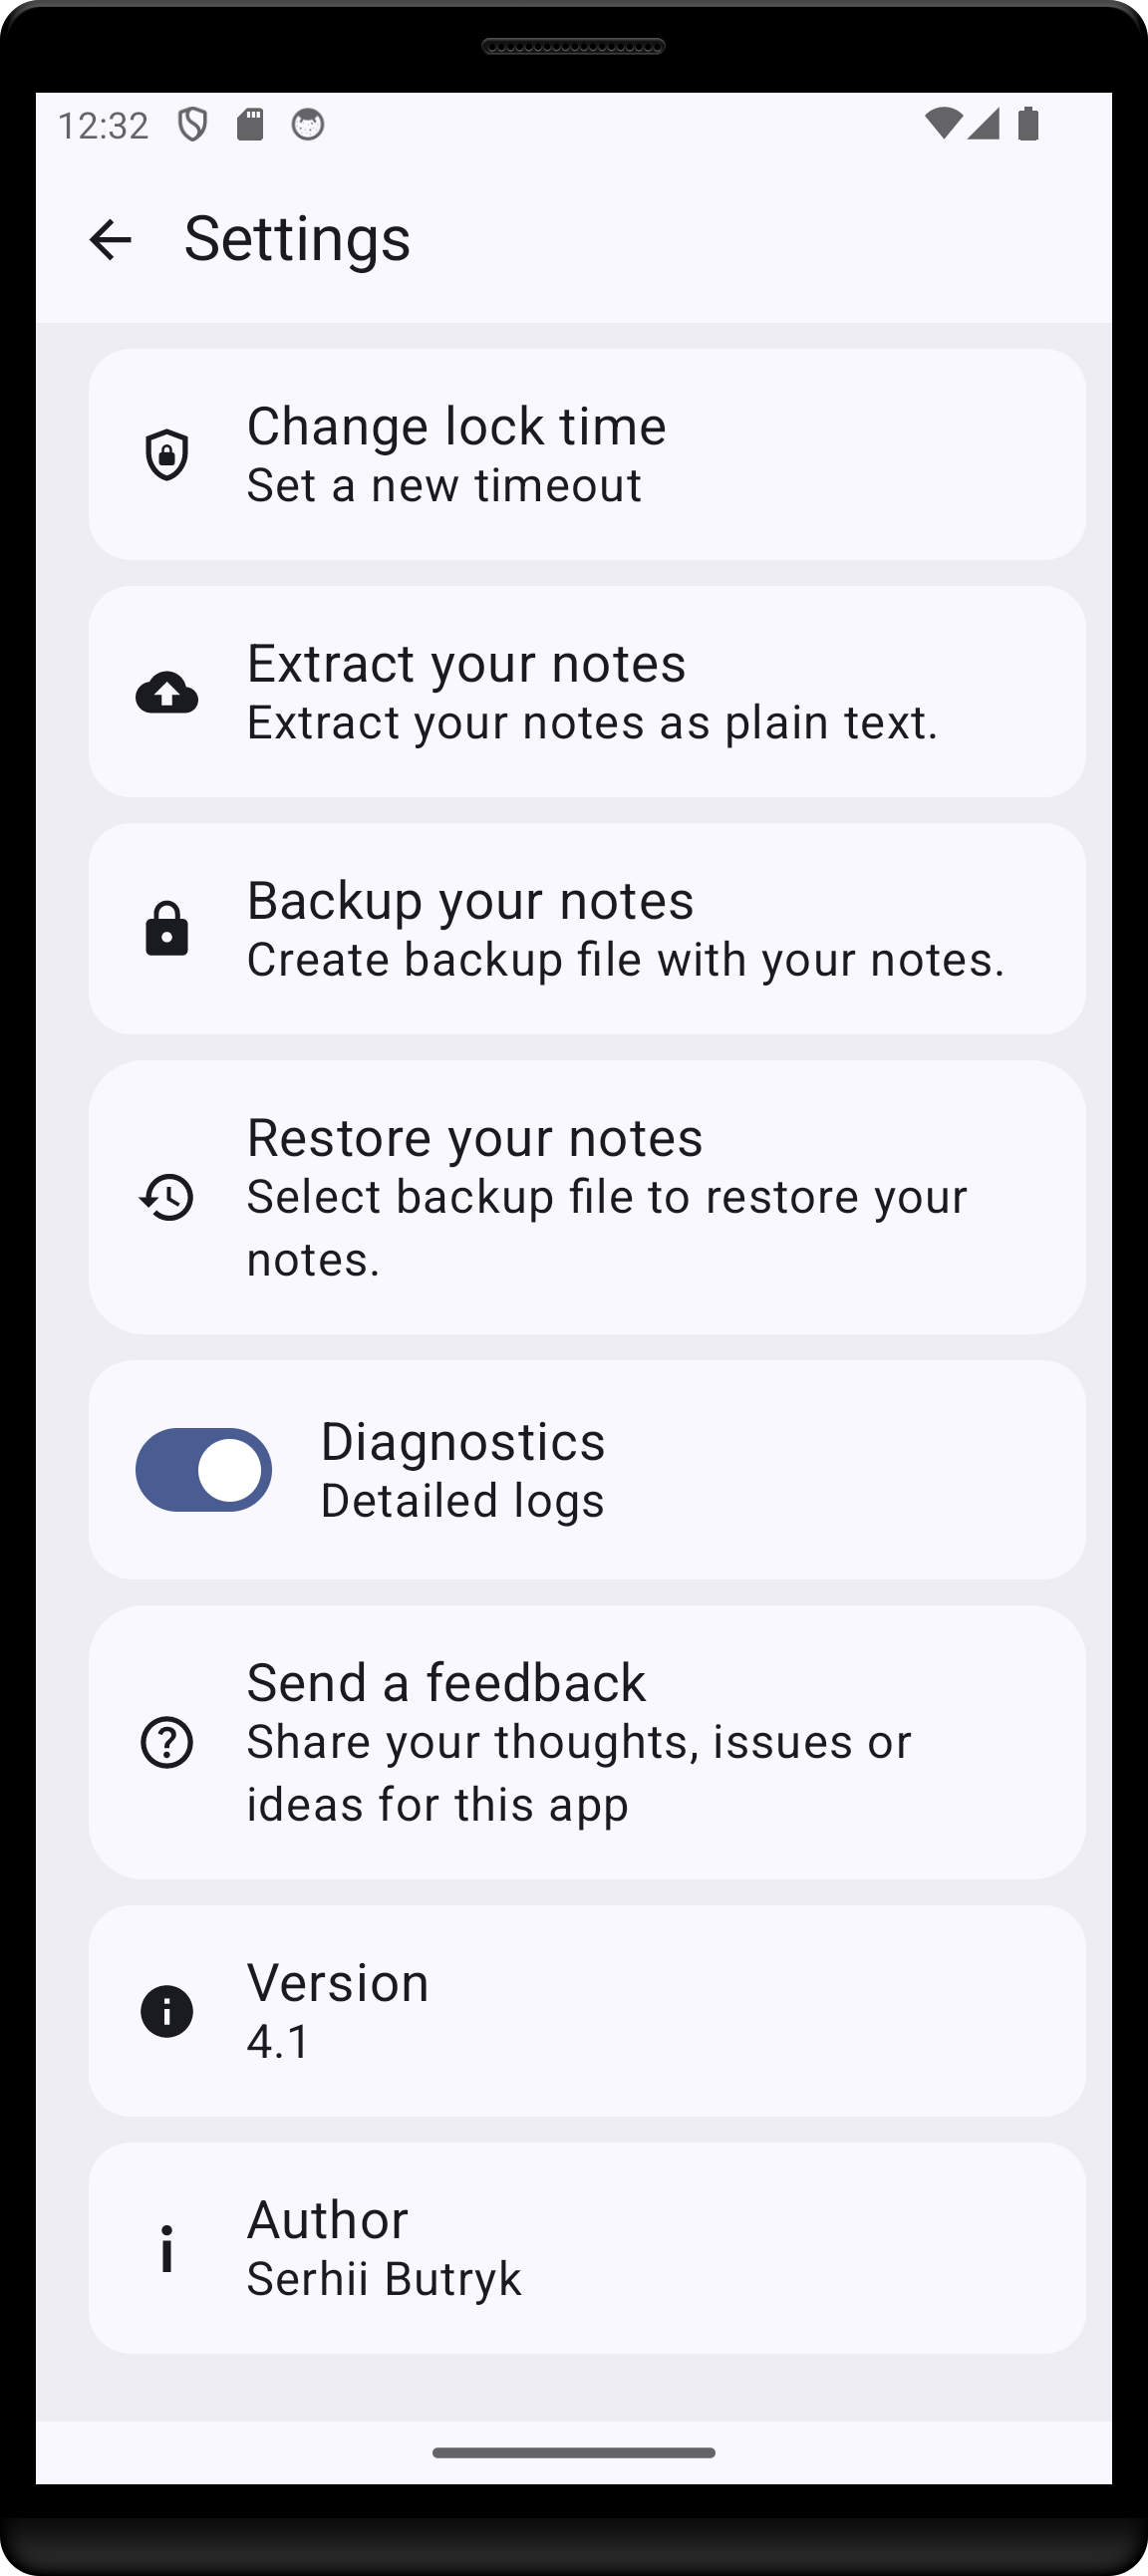 12:32
Settings
Change lock time
Set a new timeout
Extract your notes
Extract your notes as plain text.
Backup your notes
Create backup file with your notes.
Restore your notes
Select backup file to restore your
notes.
Diagnostics
Detailed logs
Send a feedback
Share your thoughts, issues or
ideas for this app
Version
4.1
Author
Serhii Butryk